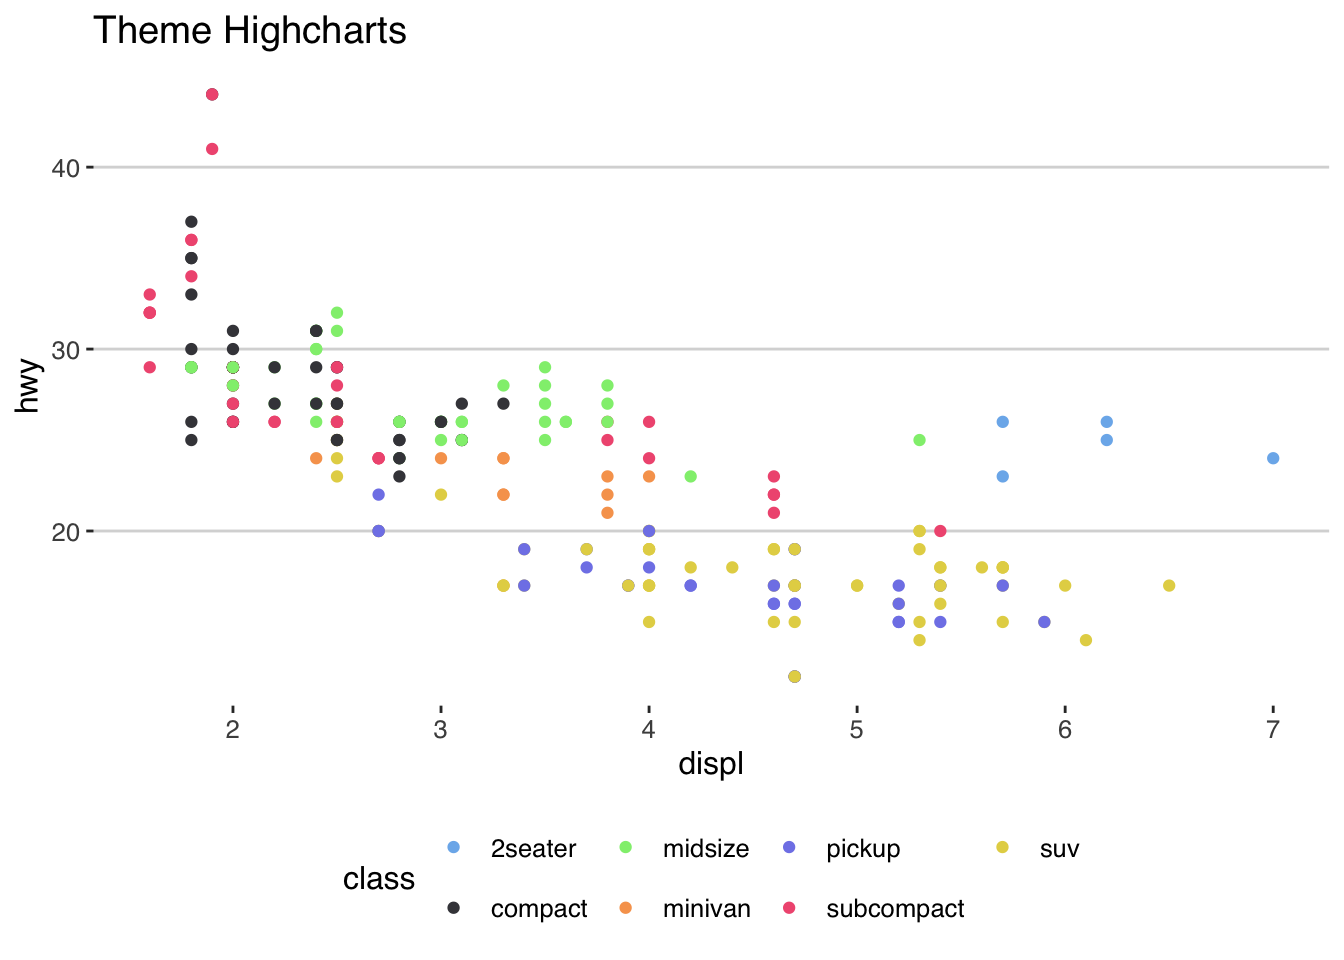 Theme Highcharts
40
30
20
hwy
2 3 4 5 6 7
displ
class
2seater midsize pickup suv
compact minivan subcompact